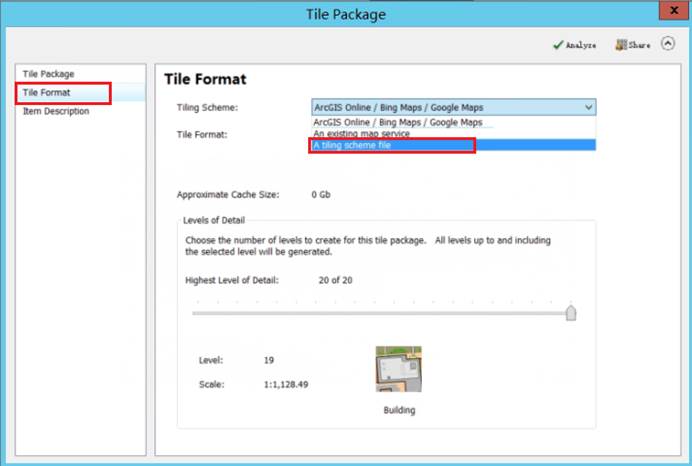 Tile Package
x
Analyze
Share
Tile Package
Tile Format
Item Description
Tile Format
Tiling Scheme:
ArcGIS Online / Bing Maps / Google Maps
ArcGIS Online / Bing Maps / Google Maps
An existing map service
A tiling scheme file
Tile Format:
Approximate Cache Size:
0 Gb
Levels of Detail
Choose the number of levels to create for this tile package. All levels up to and including
the selected level will be generated.
Highest Level of Detail:
20 of 20
Level:
19
Scale:
1:1,128.49
Building